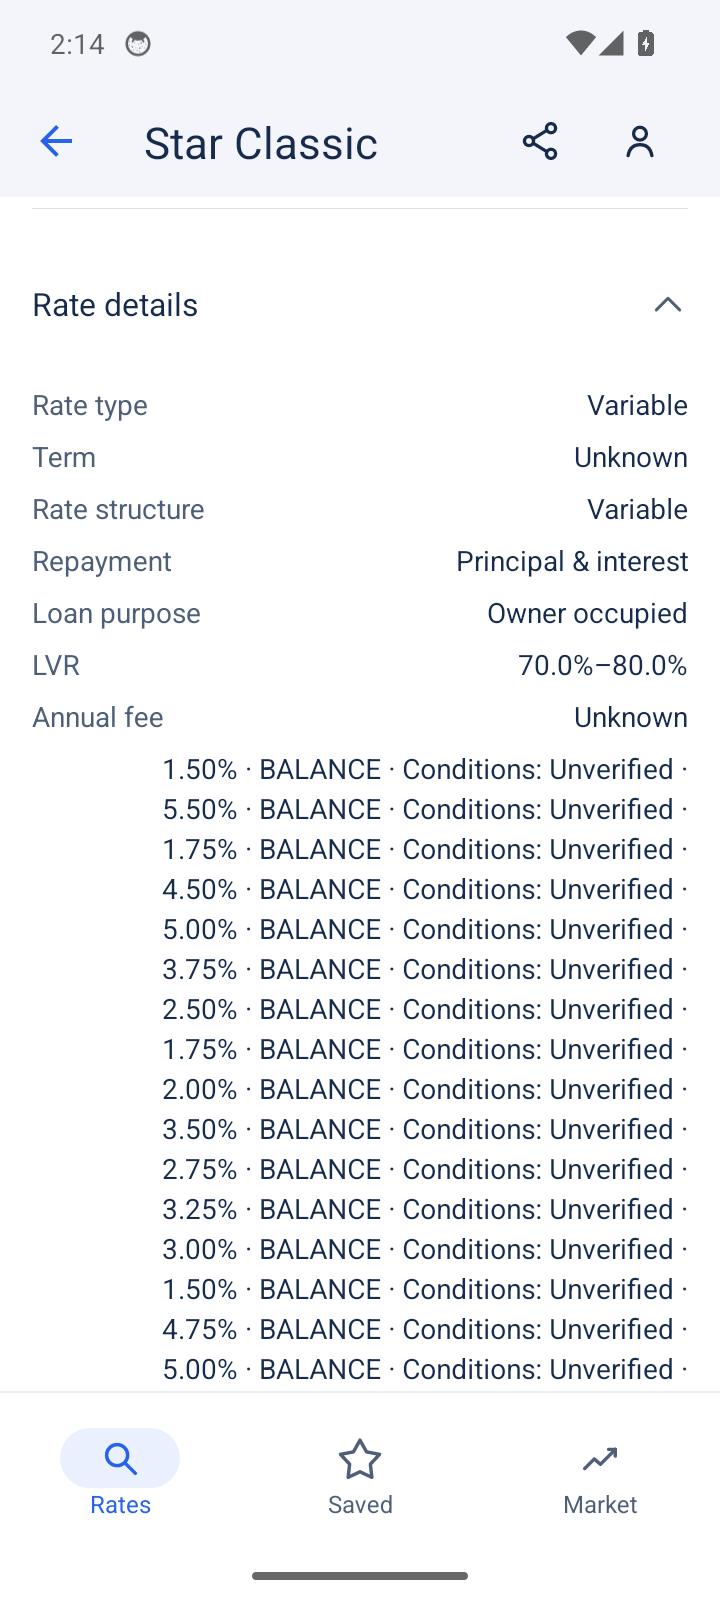 2:14
Star Classic
Rate details
Rate type Variable
Term Unknown
Rate structure Variable
Repayment Principal & interest
Loan purpose Owner occupied
LVR 70.0%–80.0%
Annual fee Unknown
1.50% · BALANCE · Conditions: Unverified ·
5.50% · BALANCE · Conditions: Unverified ·
1.75% · BALANCE · Conditions: Unverified ·
4.50% · BALANCE · Conditions: Unverified ·
5.00% · BALANCE · Conditions: Unverified ·
3.75% · BALANCE · Conditions: Unverified ·
2.50% · BALANCE · Conditions: Unverified ·
1.75% · BALANCE · Conditions: Unverified ·
2.00% · BALANCE · Conditions: Unverified ·
3.50% · BALANCE · Conditions: Unverified ·
2.75% · BALANCE · Conditions: Unverified ·
3.25% · BALANCE · Conditions: Unverified ·
3.00% · BALANCE · Conditions: Unverified ·
1.50% · BALANCE · Conditions: Unverified ·
4.75% · BALANCE · Conditions: Unverified ·
5.00% · BALANCE · Conditions: Unverified ·
Rates Saved Market